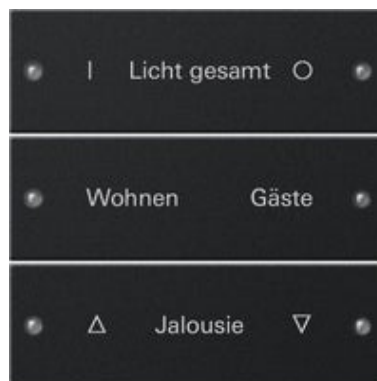 I Licht gesamt O
Wohnen Gäste
△ Jalousie ▽